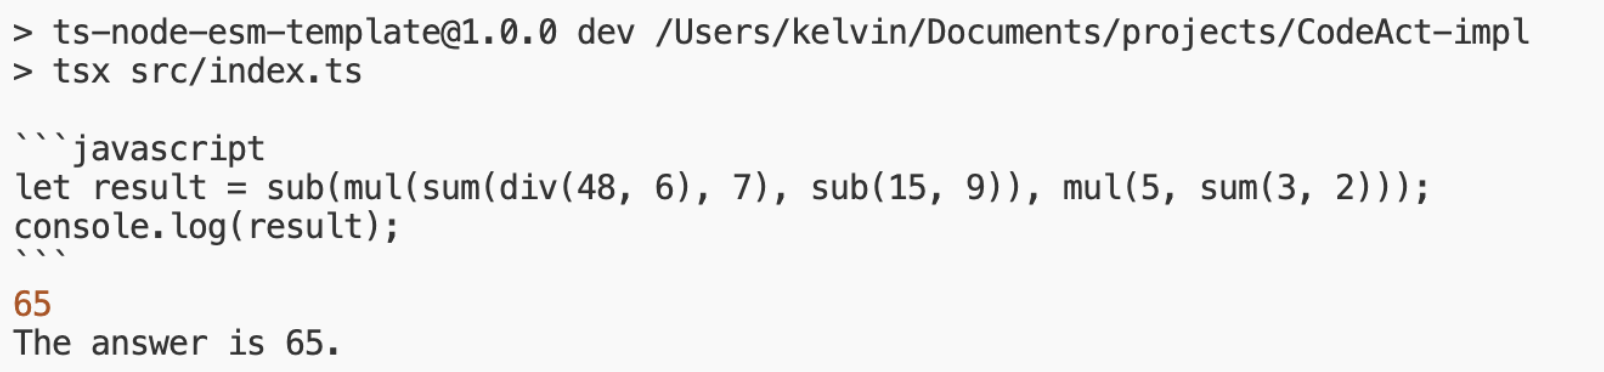 > ts-node-esm-template@1.0.0 dev /Users/kelvin/Documents/projects/CodeAct-impl
> tsx src/index.ts
```javascript
let result = sub(mul(sum(div(48, 6), 7), sub(15, 9)), mul(5, sum(3, 2)));
console.log(result);
```
65
The answer is 65.